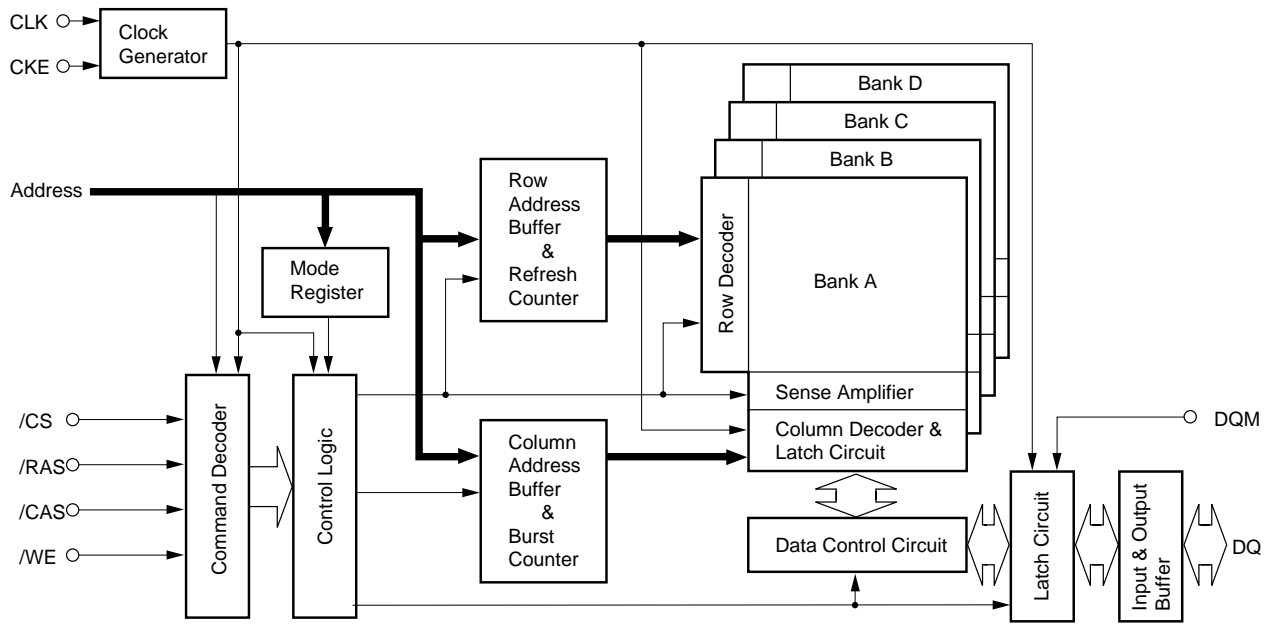 CLK
CKE
Clock
Generator
Bank D
Bank C
Bank B
Address
Row
Address
Buffer
&
Refresh
Counter
Row Decoder
Bank A
Mode
Register
Sense Amplifier
Column Decoder &
Latch Circuit
/CS
/RAS
/CAS
/WE
Command Decoder
Control Logic
Column
Address
Buffer
&
Burst
Counter
DQM
Data Control Circuit
Latch Circuit
Input & Output
Buffer
DQ